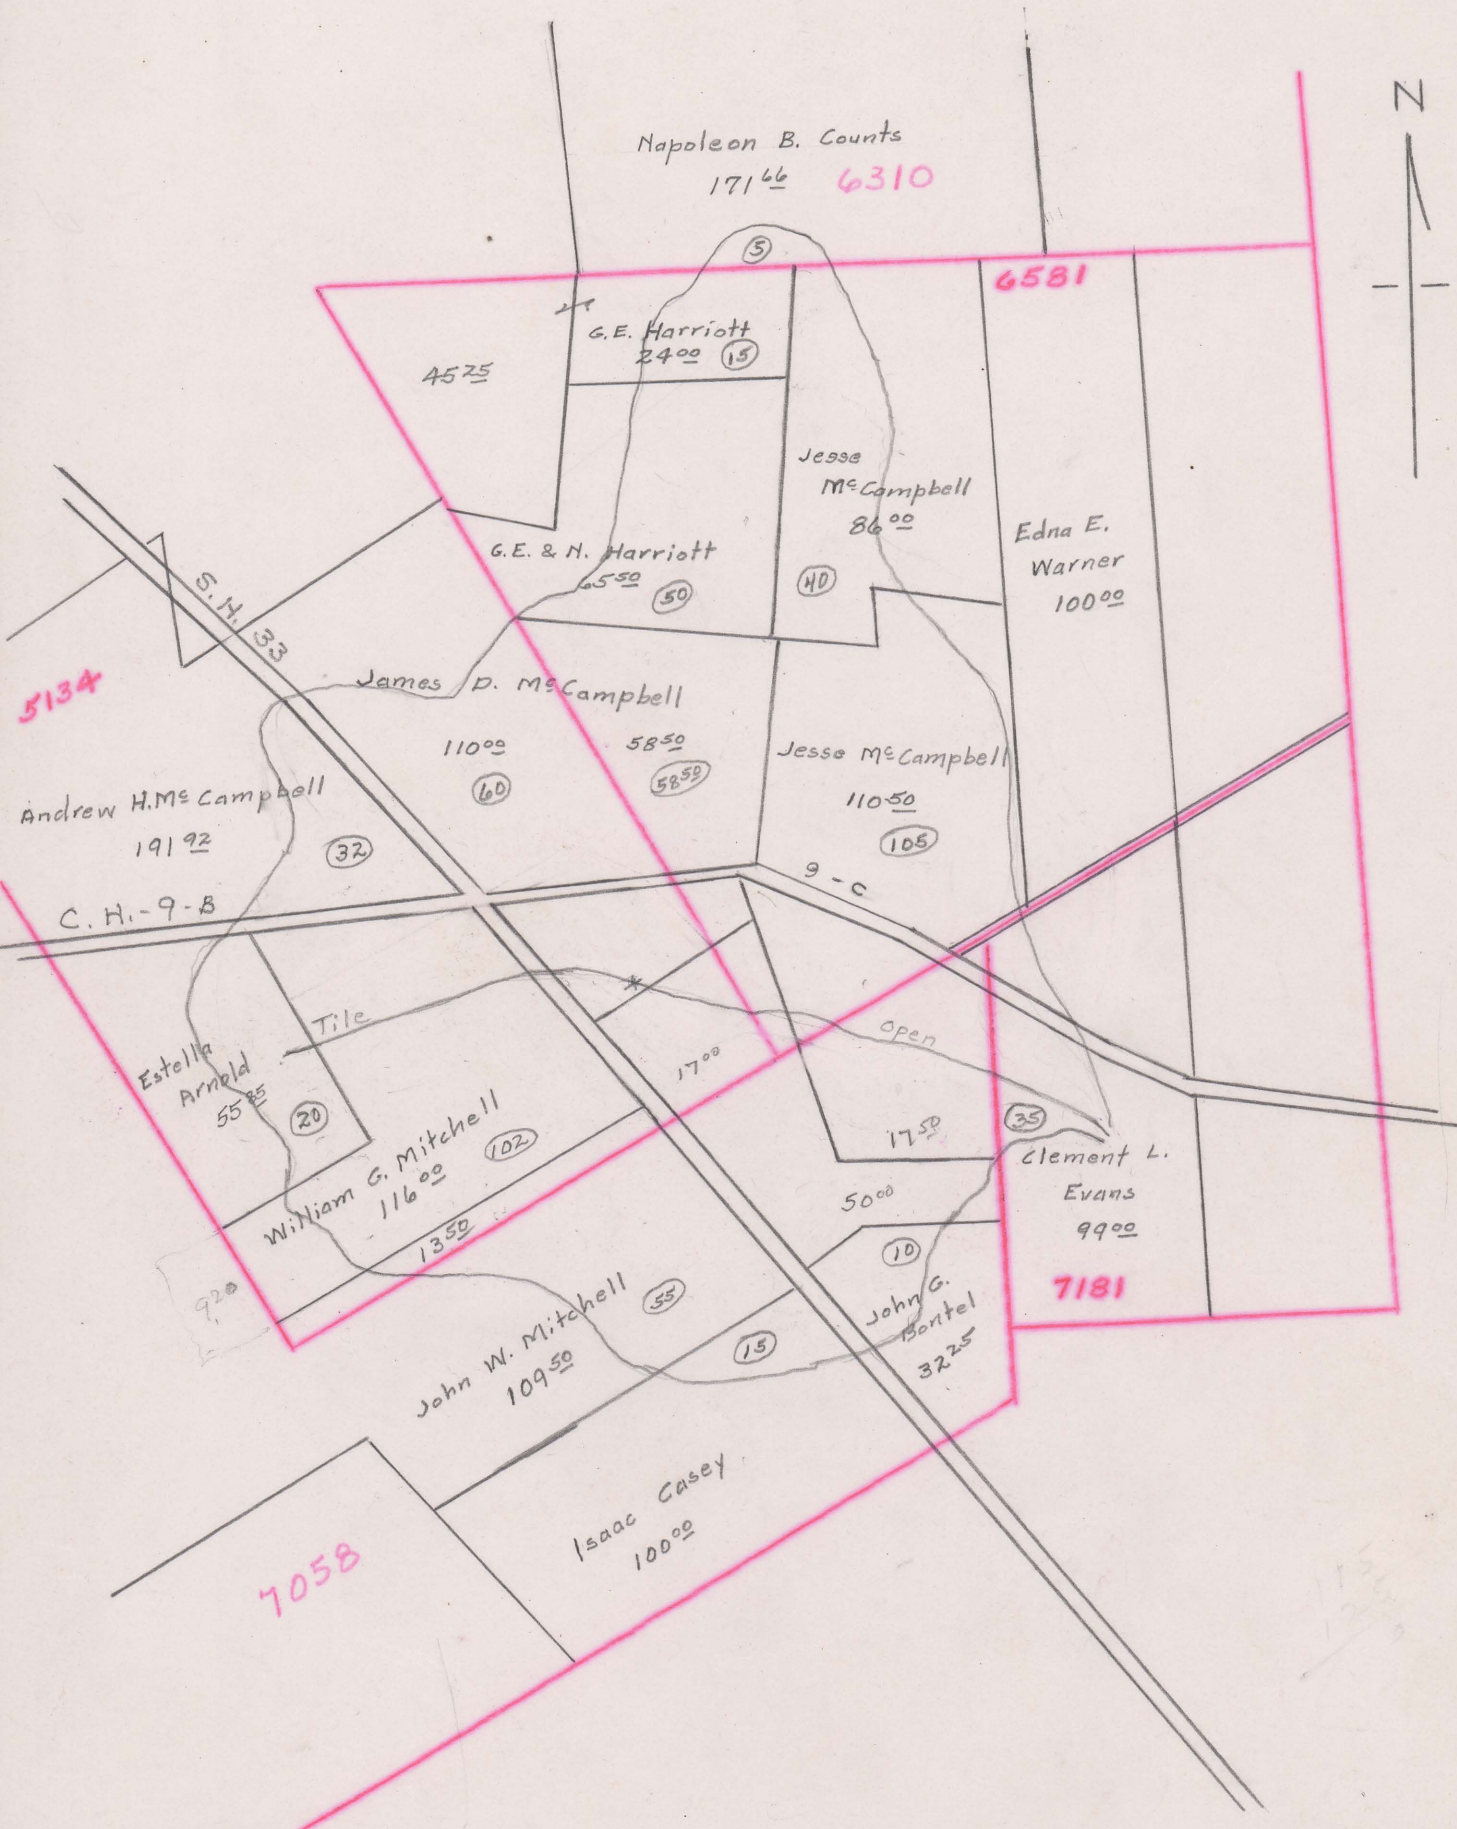 N
Napoleon B. Counts
171 66 6310
5
6581
G.E. Harriott
24 00 15
45 25
Jesse
McCampbell
86 00
40
G.E. & N. Harriott
65 50 50
Edna E.
Warner
100 00
S. H. 33
5134
James D. McCampbell
110 00
60
58 50
58 50
Jesse McCampbell
110 50
105
Andrew H. McCampbell
191 92
32
9-C
C. H.-9-B
Tile
Open
Estella
Arnold
55 85
20
17 00
17 50
35
Clement L.
Evans
99 00
7181
William G. Mitchell
116 00
102
13 50
9 20
50 00
10
John G.
Bontel
32 25
John W. Mitchell
109 50
55
15
Isaac Casey
100 00
7058